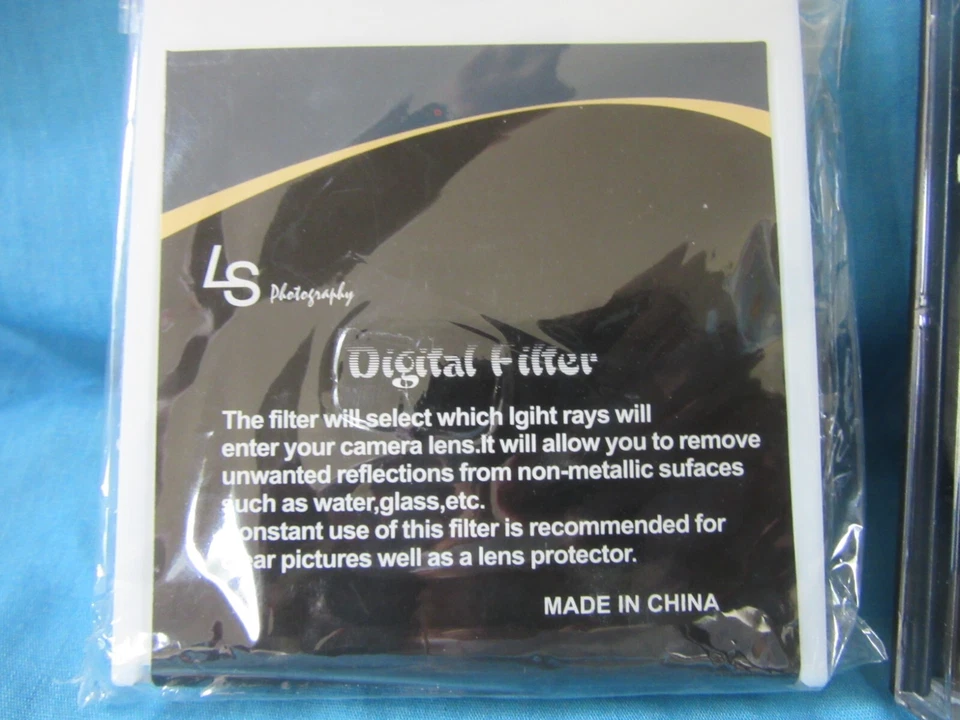 LS Photography
Digital Filter
The filter will select which lgiht rays will
enter your camera lens.It will allow you to remove
unwanted reflections from non-metallic sufaces
such as water,glass,etc.
Constant use of this filter is recommended for
clear pictures well as a lens protector.
MADE IN CHINA